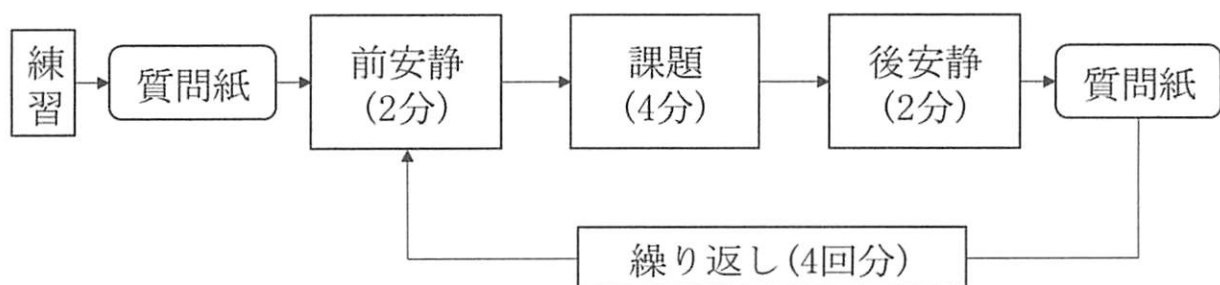 練習
質問紙
前安静
(2分)
課題
(4分)
後安静
(2分)
質問紙
繰り返し(4回分)